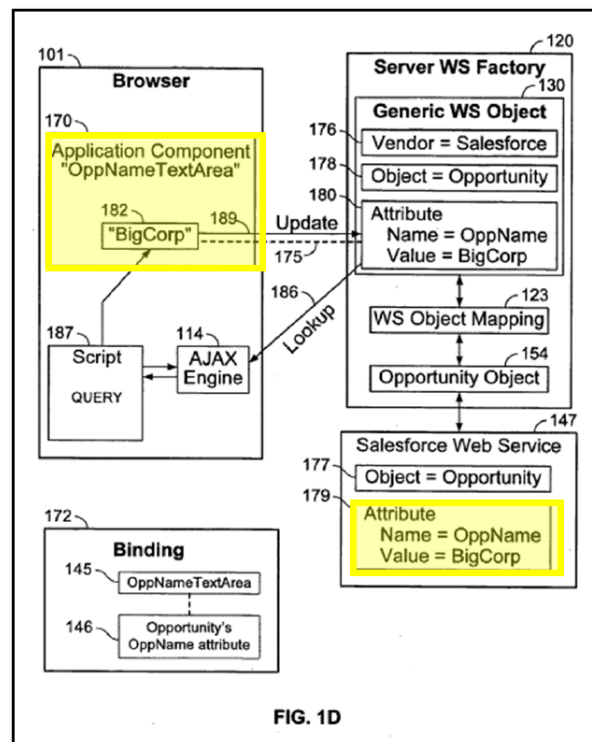 101
Browser
170
Application Component
"OppNameTextArea"
182
"BigCorp"
189
Update
175
186
Lookup
187
Script
QUERY
114
AJAX
Engine
120
Server WS Factory
130
Generic WS Object
176
Vendor = Salesforce
178
Object = Opportunity
180
Attribute
Name = OppName
Value = BigCorp
123
WS Object Mapping
154
Opportunity Object
147
Salesforce Web Service
177
Object = Opportunity
179
Attribute
Name = OppName
Value = BigCorp
172
Binding
145
OppNameTextArea
146
Opportunity's
OppName attribute
FIG. 1D